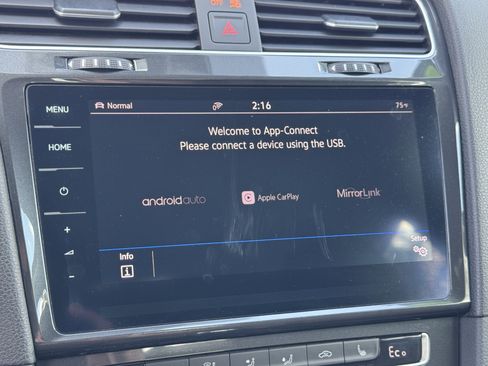 MENU
Normal
2:16
75°F
Welcome to App-Connect
Please connect a device using the USB.
HOME
androidauto
Apple CarPlay
MirrorLink
+
-
Info
i
Setup
Eco